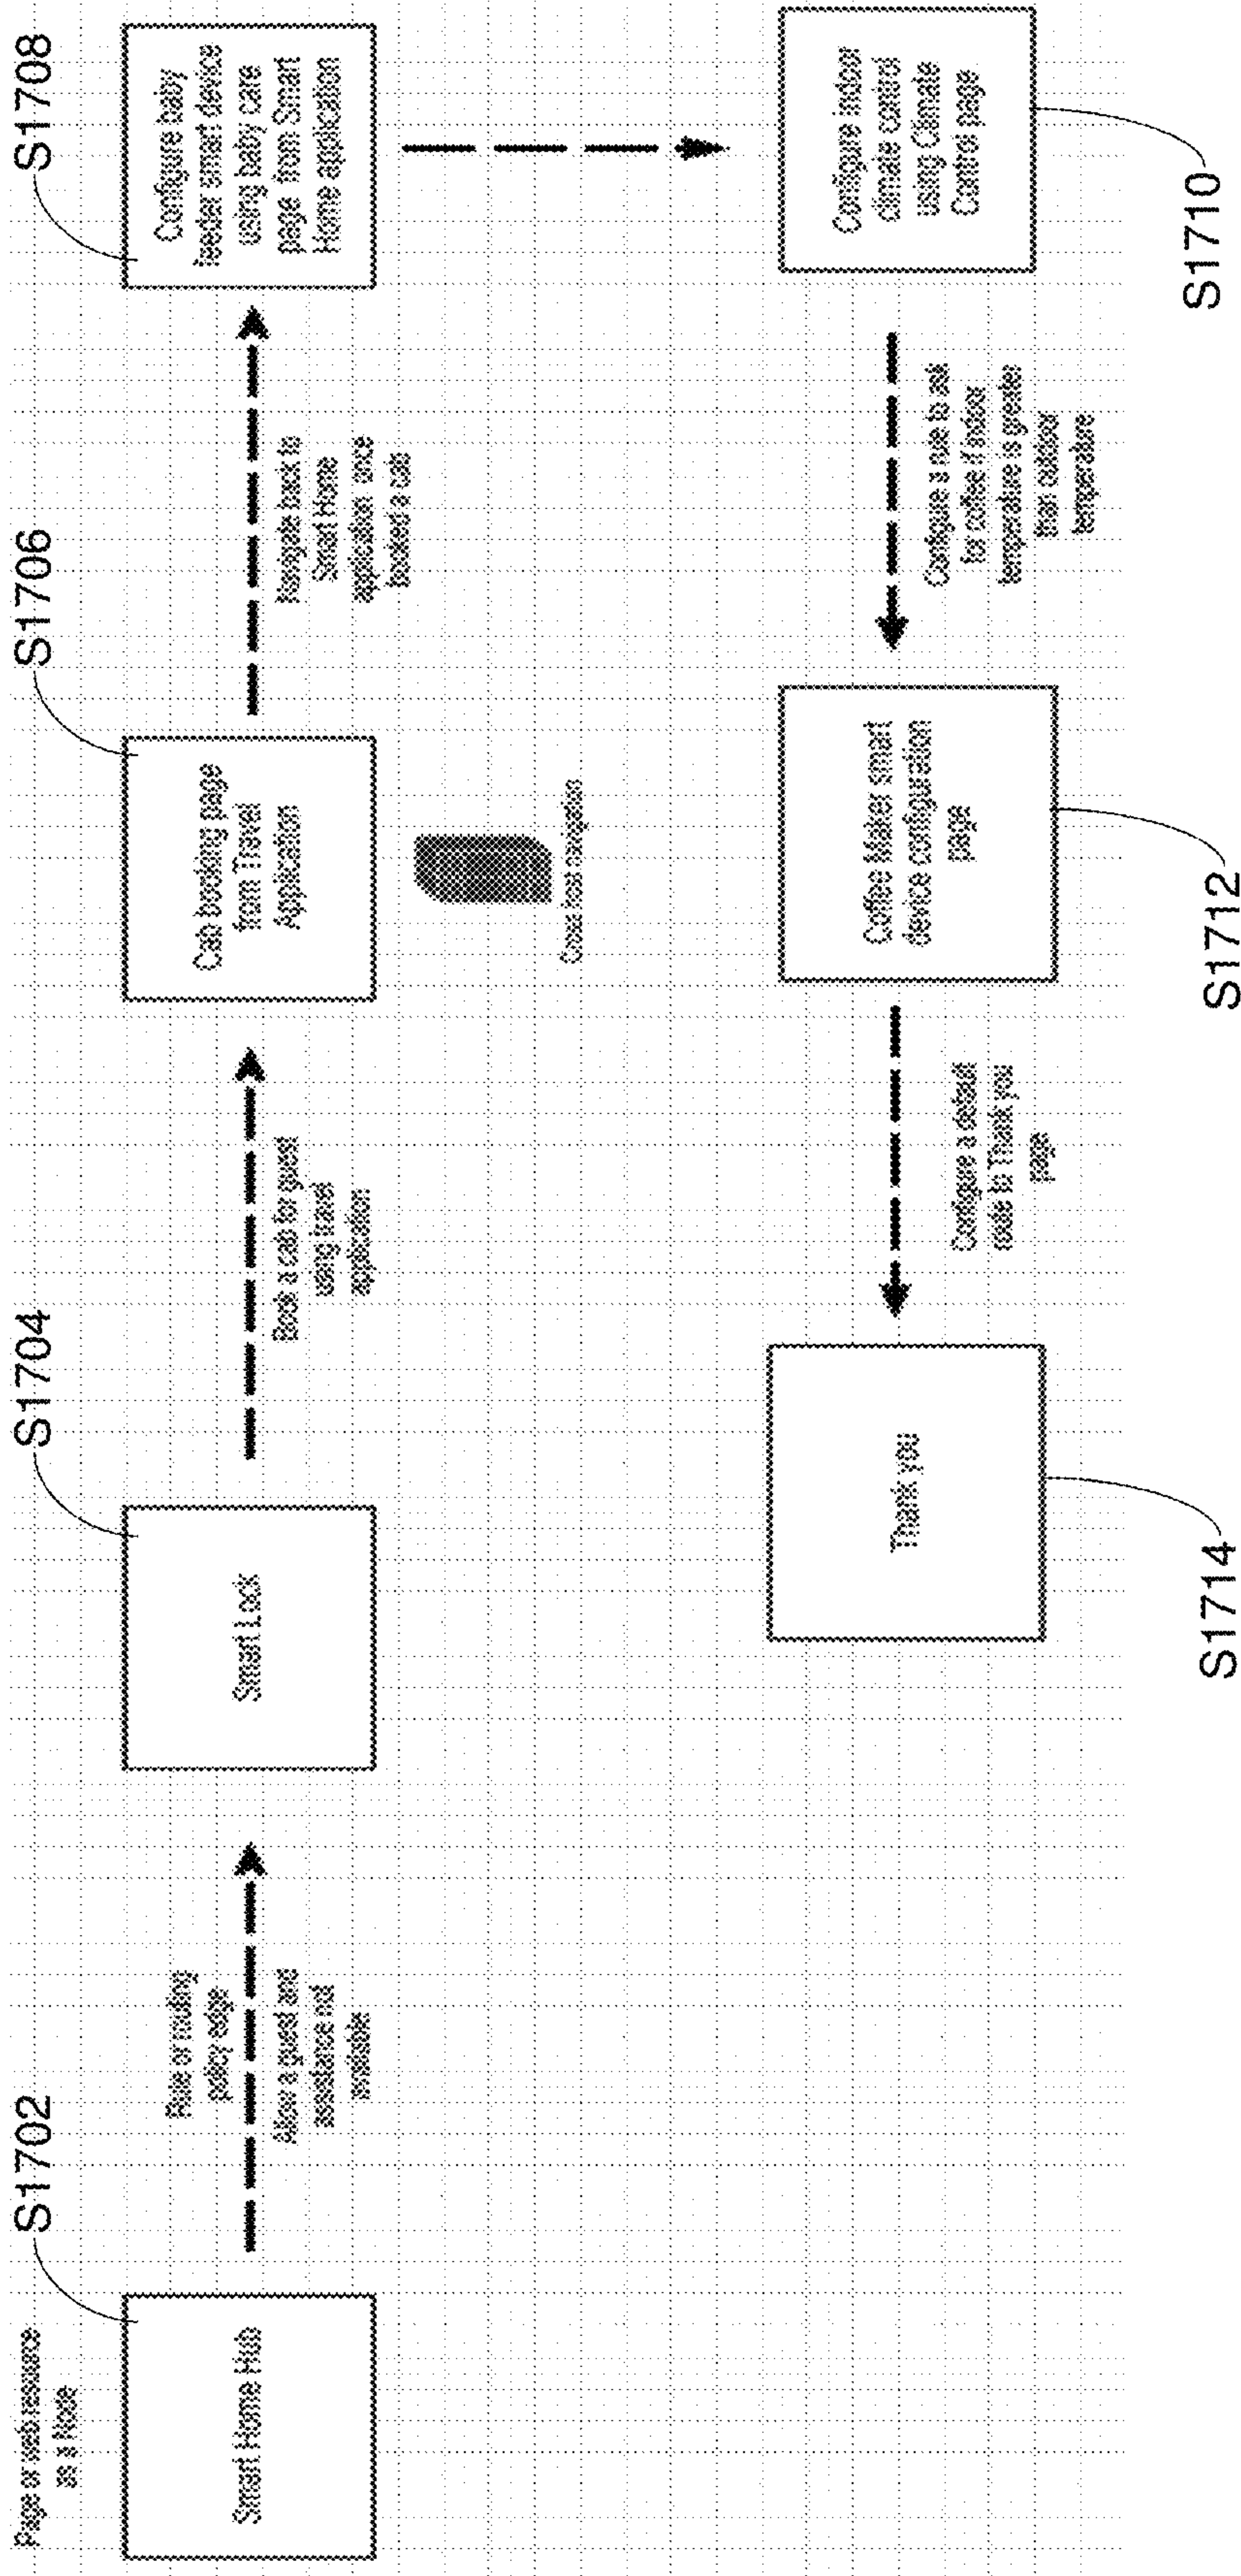 Page or web resource
as a Node
S1702
Smart Home Hub
Rule or routing
policy edge
Allow a guest and
assistance not
available
S1704
Smart Lock
Book a cab for guest
using travel
application
S1706
Cab booking page
from Travel
Application
Cross host navigation
Navigate back to
Smart Home
application once
booked a cab
S1708
Configure baby
feeder smart device
using baby care
page from Smart
Home application
Configure indoor
climate control
using Climate
Control page
S1710
Configure a rule to ask
for coffee if indoor
temperature is greater
than outdoor
temperature
Coffee Maker smart
device configuration
page
S1712
Configure a default
route to Thank you
page
Thank you
S1714